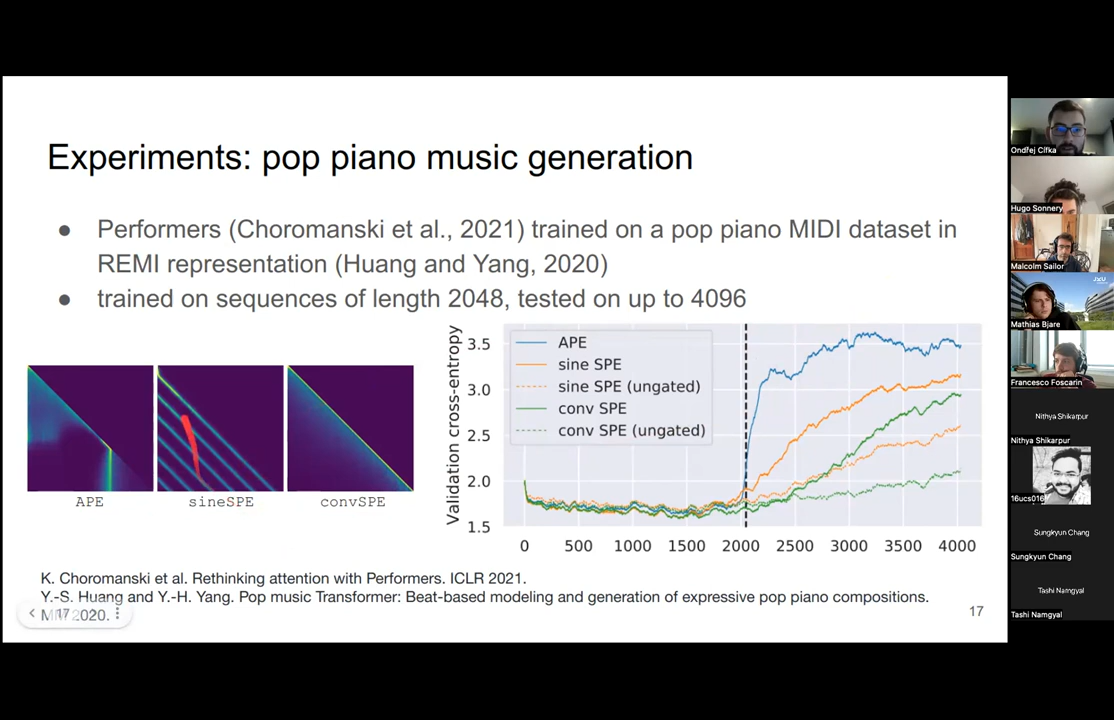 Experiments: pop piano music generation
● Performers (Choromanski et al., 2021) trained on a pop piano MIDI dataset in
REMI representation (Huang and Yang, 2020)
● trained on sequences of length 2048, tested on up to 4096
APE
sineSPE
convSPE
Validation cross-entropy
3.5
3.0
2.5
2.0
1.5
APE
sine SPE
sine SPE (ungated)
conv SPE
conv SPE (ungated)
0 500 1000 1500 2000 2500 3000 3500 4000
K. Choromanski et al. Rethinking attention with Performers. ICLR 2021.
Y.-S. Huang and Y.-H. Yang. Pop music Transformer: Beat-based modeling and generation of expressive pop piano compositions.
MM 2020.
17
17
Ondřej Cífka
Hugo Sonnery
Malcolm Sailor
JKU
Mathias Bjare
Francesco Foscarin
Nithya Shikarpur
Nithya Shikarpur
16ucs016
Sungkyun Chang
Sungkyun Chang
Tashi Namgyal
Tashi Namgyal